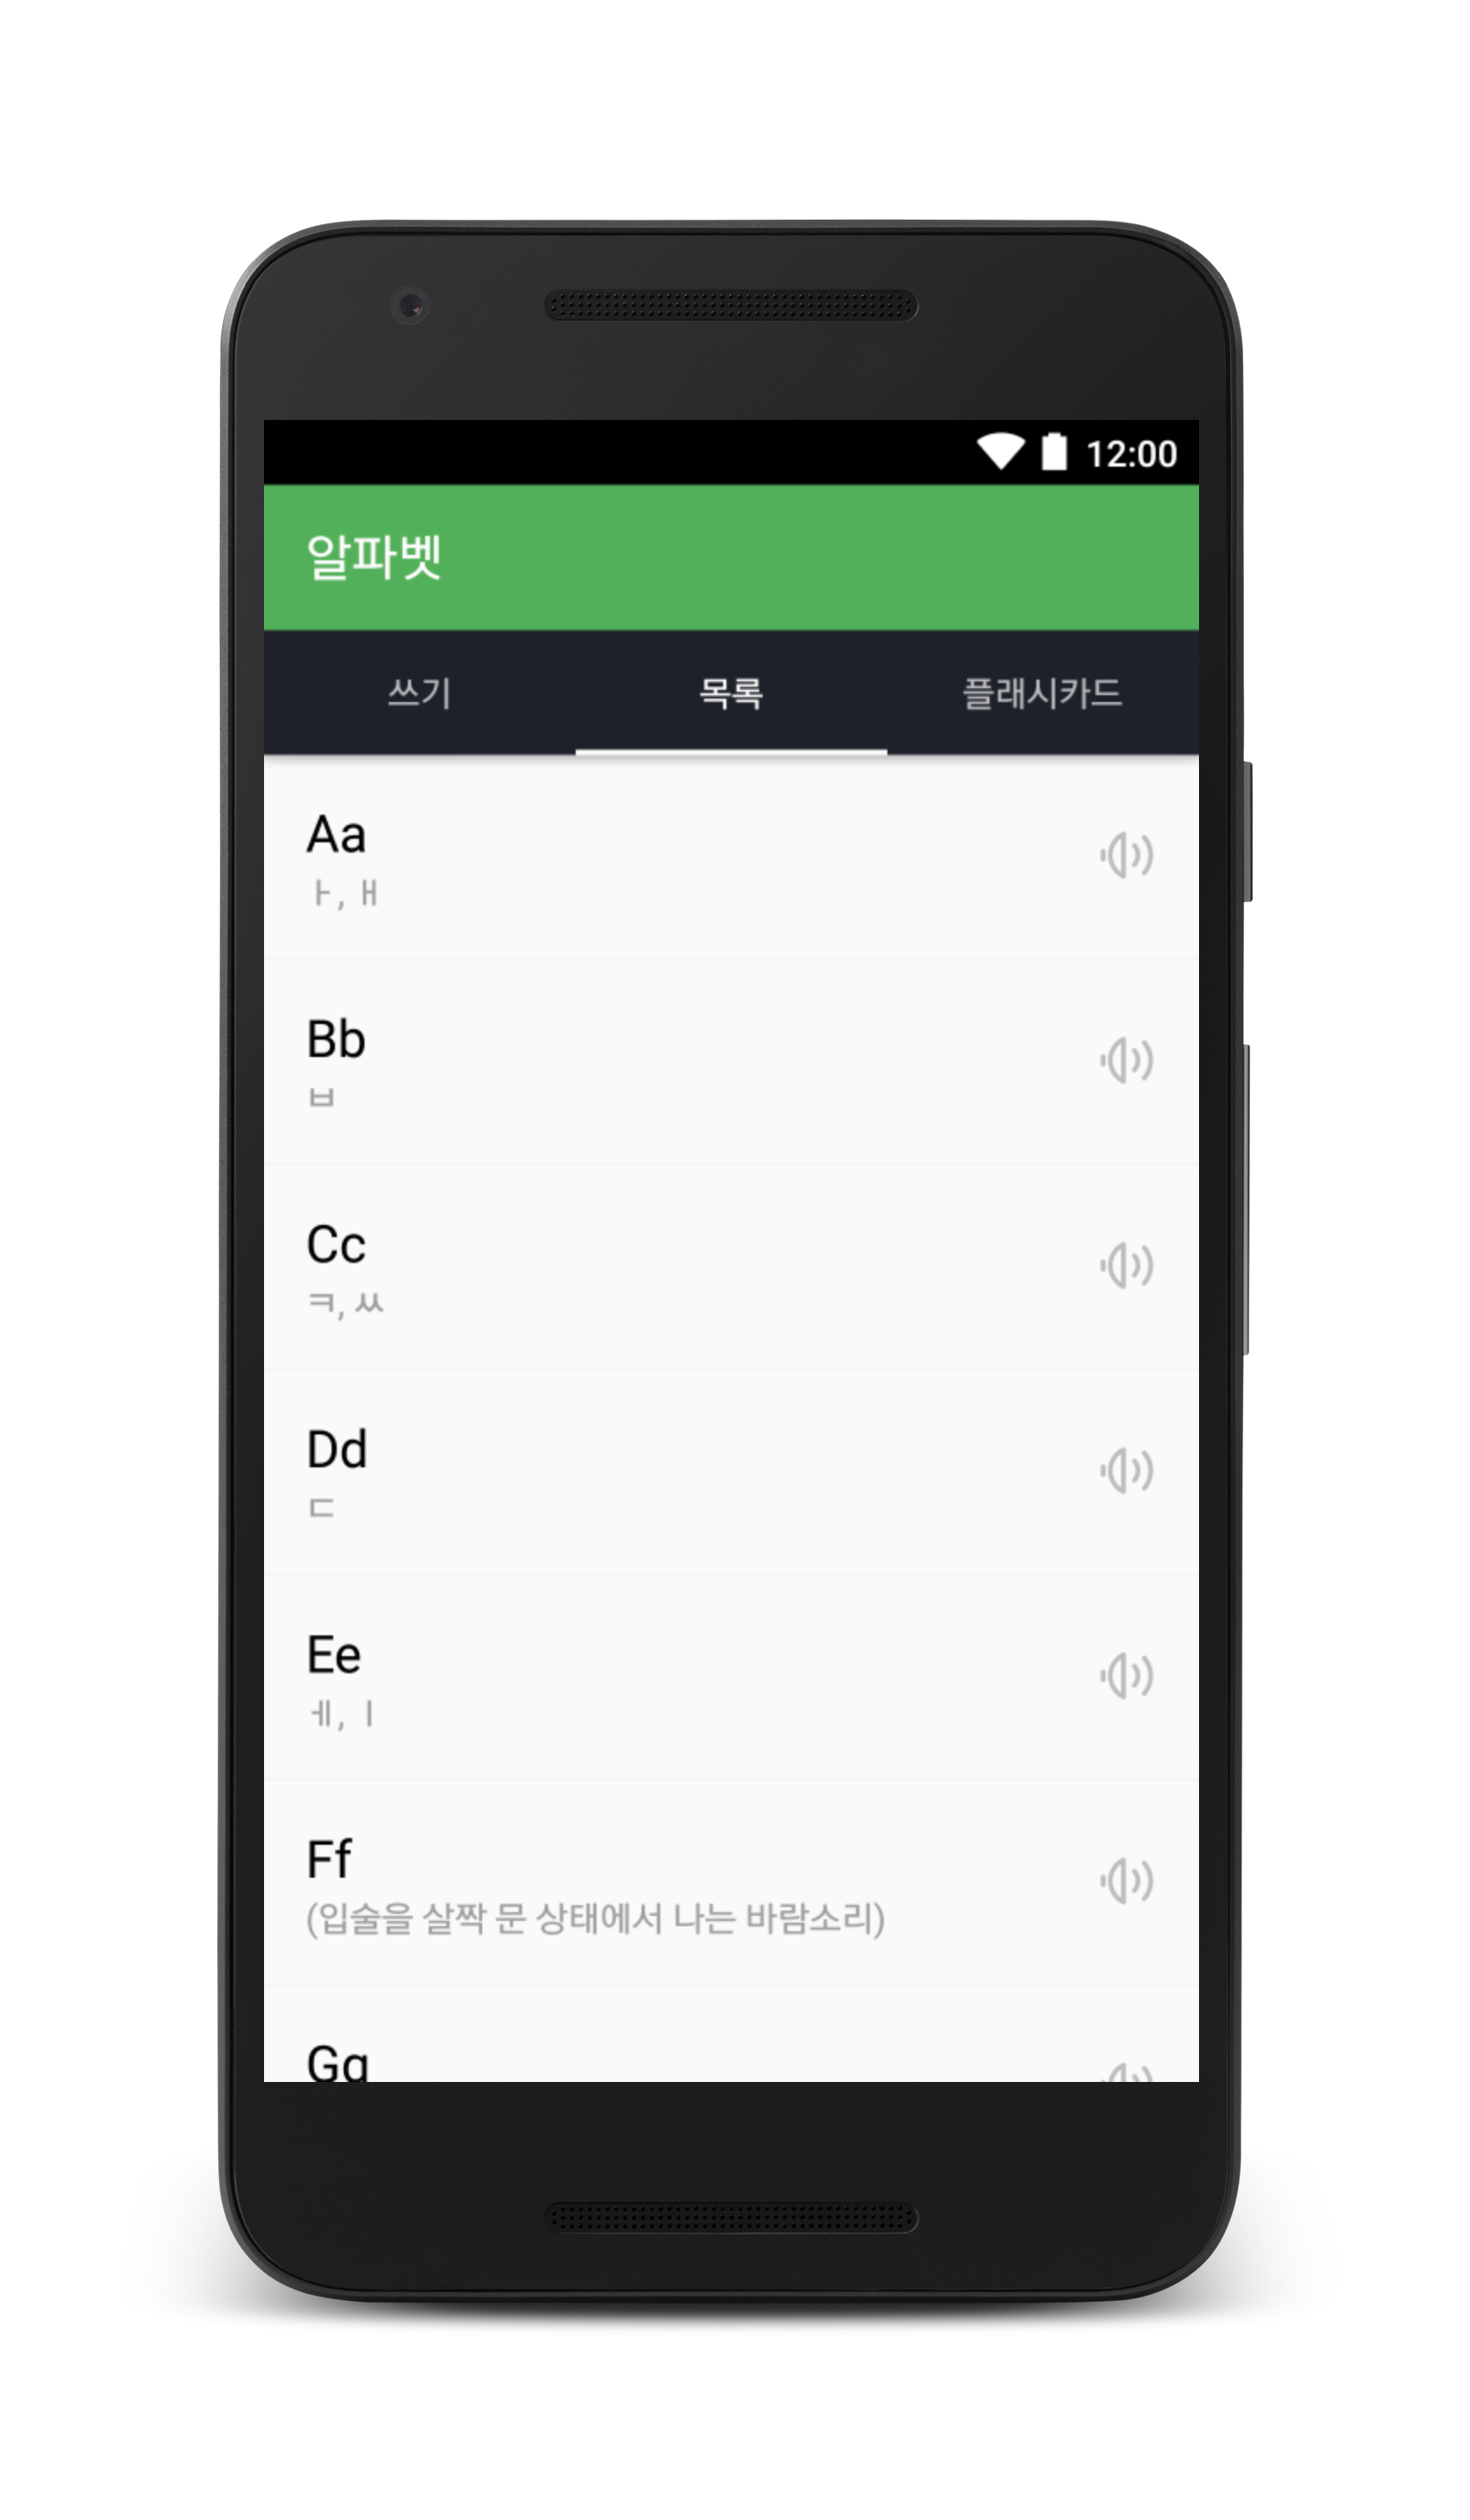 12:00
알파벳
쓰기 목록 플래시카드
Aa
ㅏ, ㅐ
Bb
ㅂ
Cc
ㅋ, ㅆ
Dd
ㄷ
Ee
ㅔ, ㅣ
Ff
(입술을 살짝 문 상태에서 나는 바람소리)
Gg